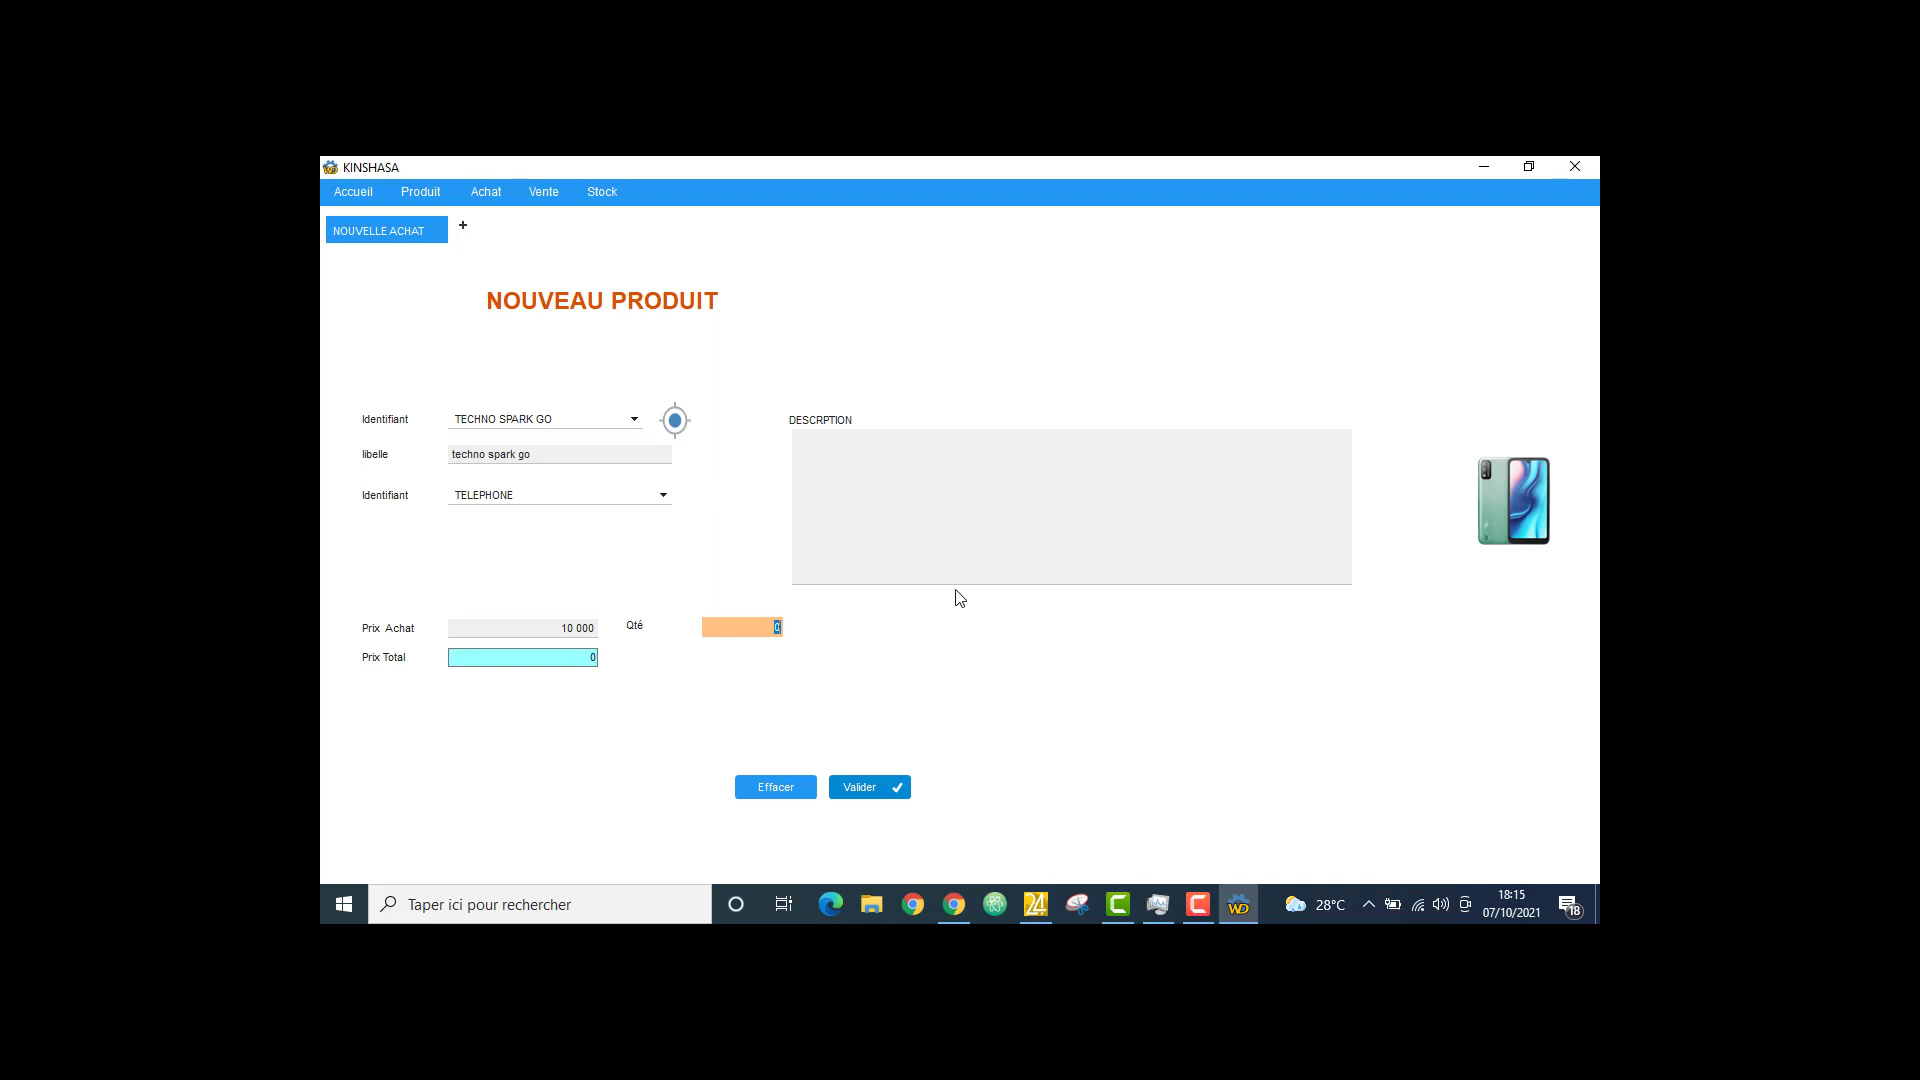 KINSHASA
Accueil Produit Achat Vente Stock
NOUVELLE ACHAT +
NOUVEAU PRODUIT
Identifiant TECHNO SPARK GO
DESCRPTION
libelle techno spark go
Identifiant TELEPHONE
Prix Achat 10 000 Qté 0
Prix Total 0
Effacer Valider
Taper ici pour rechercher
24
WD
28°C
18:15
07/10/2021
18